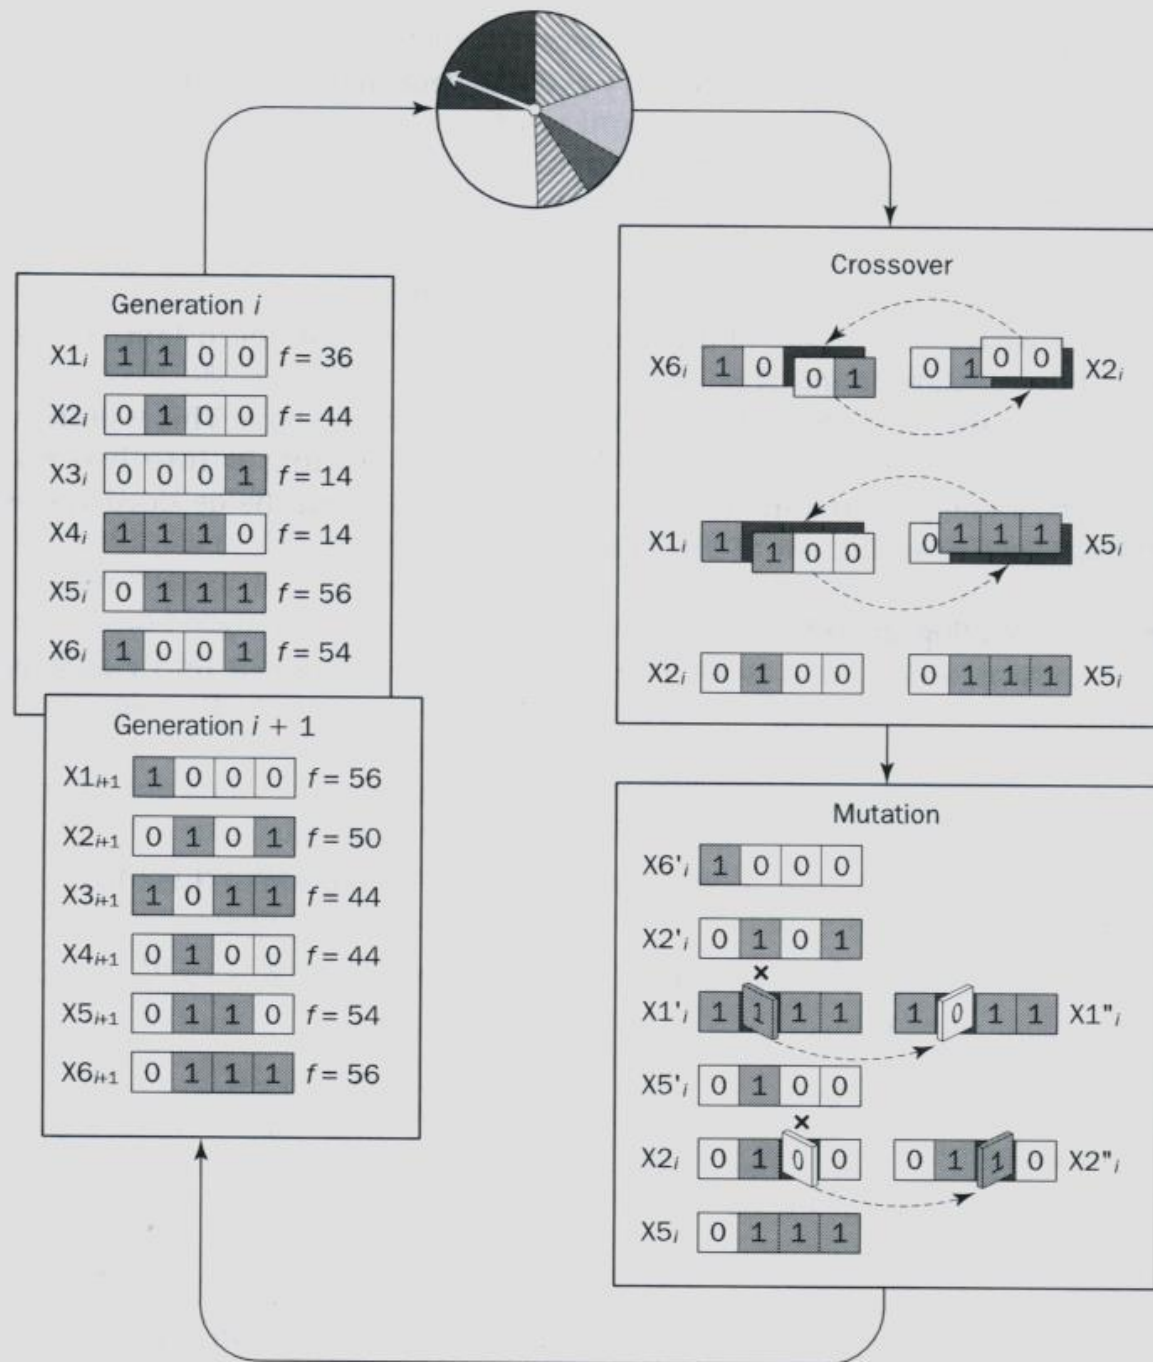 Generation i
X1i 1 1 0 0 f = 36
X2i 0 1 0 0 f = 44
X3i 0 0 0 1 f = 14
X4i 1 1 1 0 f = 14
X5i 0 1 1 1 f = 56
X6i 1 0 0 1 f = 54
Generation i + 1
X1i+1 1 0 0 0 f = 56
X2i+1 0 1 0 1 f = 50
X3i+1 1 0 1 1 f = 44
X4i+1 0 1 0 0 f = 44
X5i+1 0 1 1 0 f = 54
X6i+1 0 1 1 1 f = 56
Crossover
X6i 1 0 0 1 0 1 0 0 X2i
X1i 1 1 0 0 0 1 1 1 X5i
X2i 0 1 0 0 0 1 1 1 X5i
Mutation
X6'i 1 0 0 0
X2'i 0 1 0 1
×
X1'i 1 1 1 1 1 0 1 1 X1"i
X5'i 0 1 0 0
×
X2i 0 1 0 0 0 1 1 0 X2"i
X5i 0 1 1 1